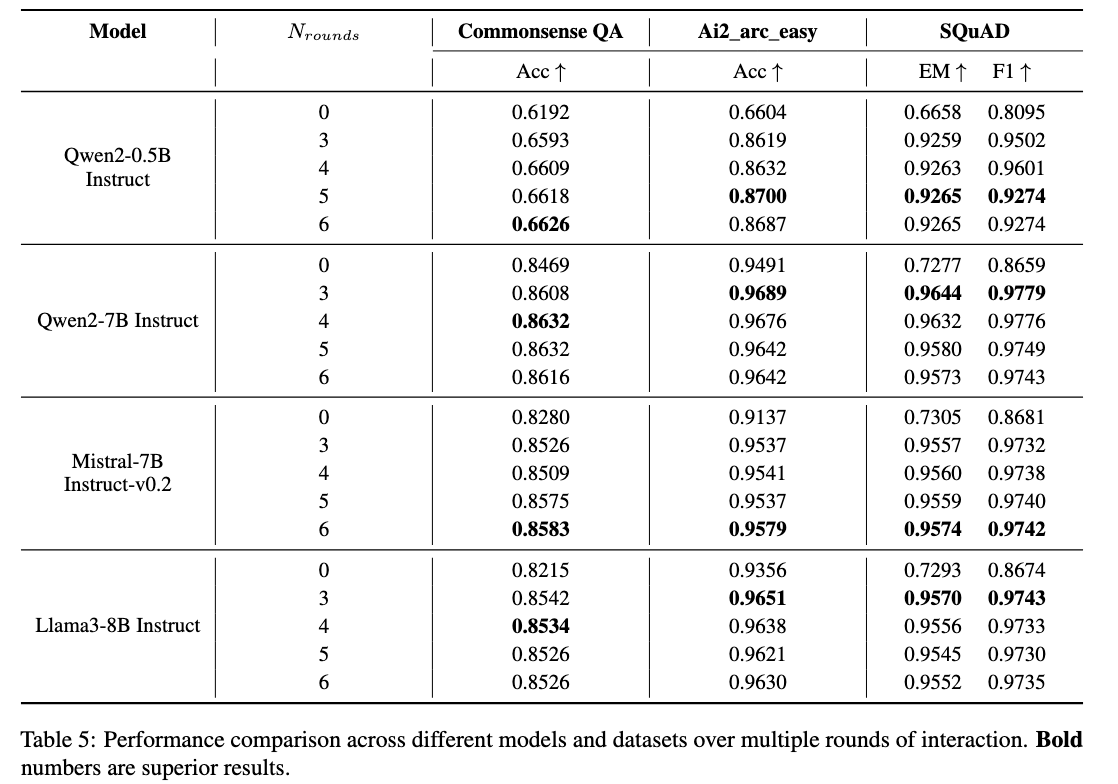 Model N_rounds Commonsense QA Ai2_arc_easy SQuAD
Acc ↑ Acc ↑ EM ↑ F1 ↑
Qwen2-0.5B
Instruct
0 0.6192 0.6604 0.6658 0.8095
3 0.6593 0.8619 0.9259 0.9502
4 0.6609 0.8632 0.9263 0.9601
5 0.6618 0.8700 0.9265 0.9274
6 0.6626 0.8687 0.9265 0.9274
Qwen2-7B Instruct
0 0.8469 0.9491 0.7277 0.8659
3 0.8608 0.9689 0.9644 0.9779
4 0.8632 0.9676 0.9632 0.9776
5 0.8632 0.9642 0.9580 0.9749
6 0.8616 0.9642 0.9573 0.9743
Mistral-7B
Instruct-v0.2
0 0.8280 0.9137 0.7305 0.8681
3 0.8526 0.9537 0.9557 0.9732
4 0.8509 0.9541 0.9560 0.9738
5 0.8575 0.9537 0.9559 0.9740
6 0.8583 0.9579 0.9574 0.9742
Llama3-8B Instruct
0 0.8215 0.9356 0.7293 0.8674
3 0.8542 0.9651 0.9570 0.9743
4 0.8534 0.9638 0.9556 0.9733
5 0.8526 0.9621 0.9545 0.9730
6 0.8526 0.9630 0.9552 0.9735
Table 5: Performance comparison across different models and datasets over multiple rounds of interaction. Bold
numbers are superior results.